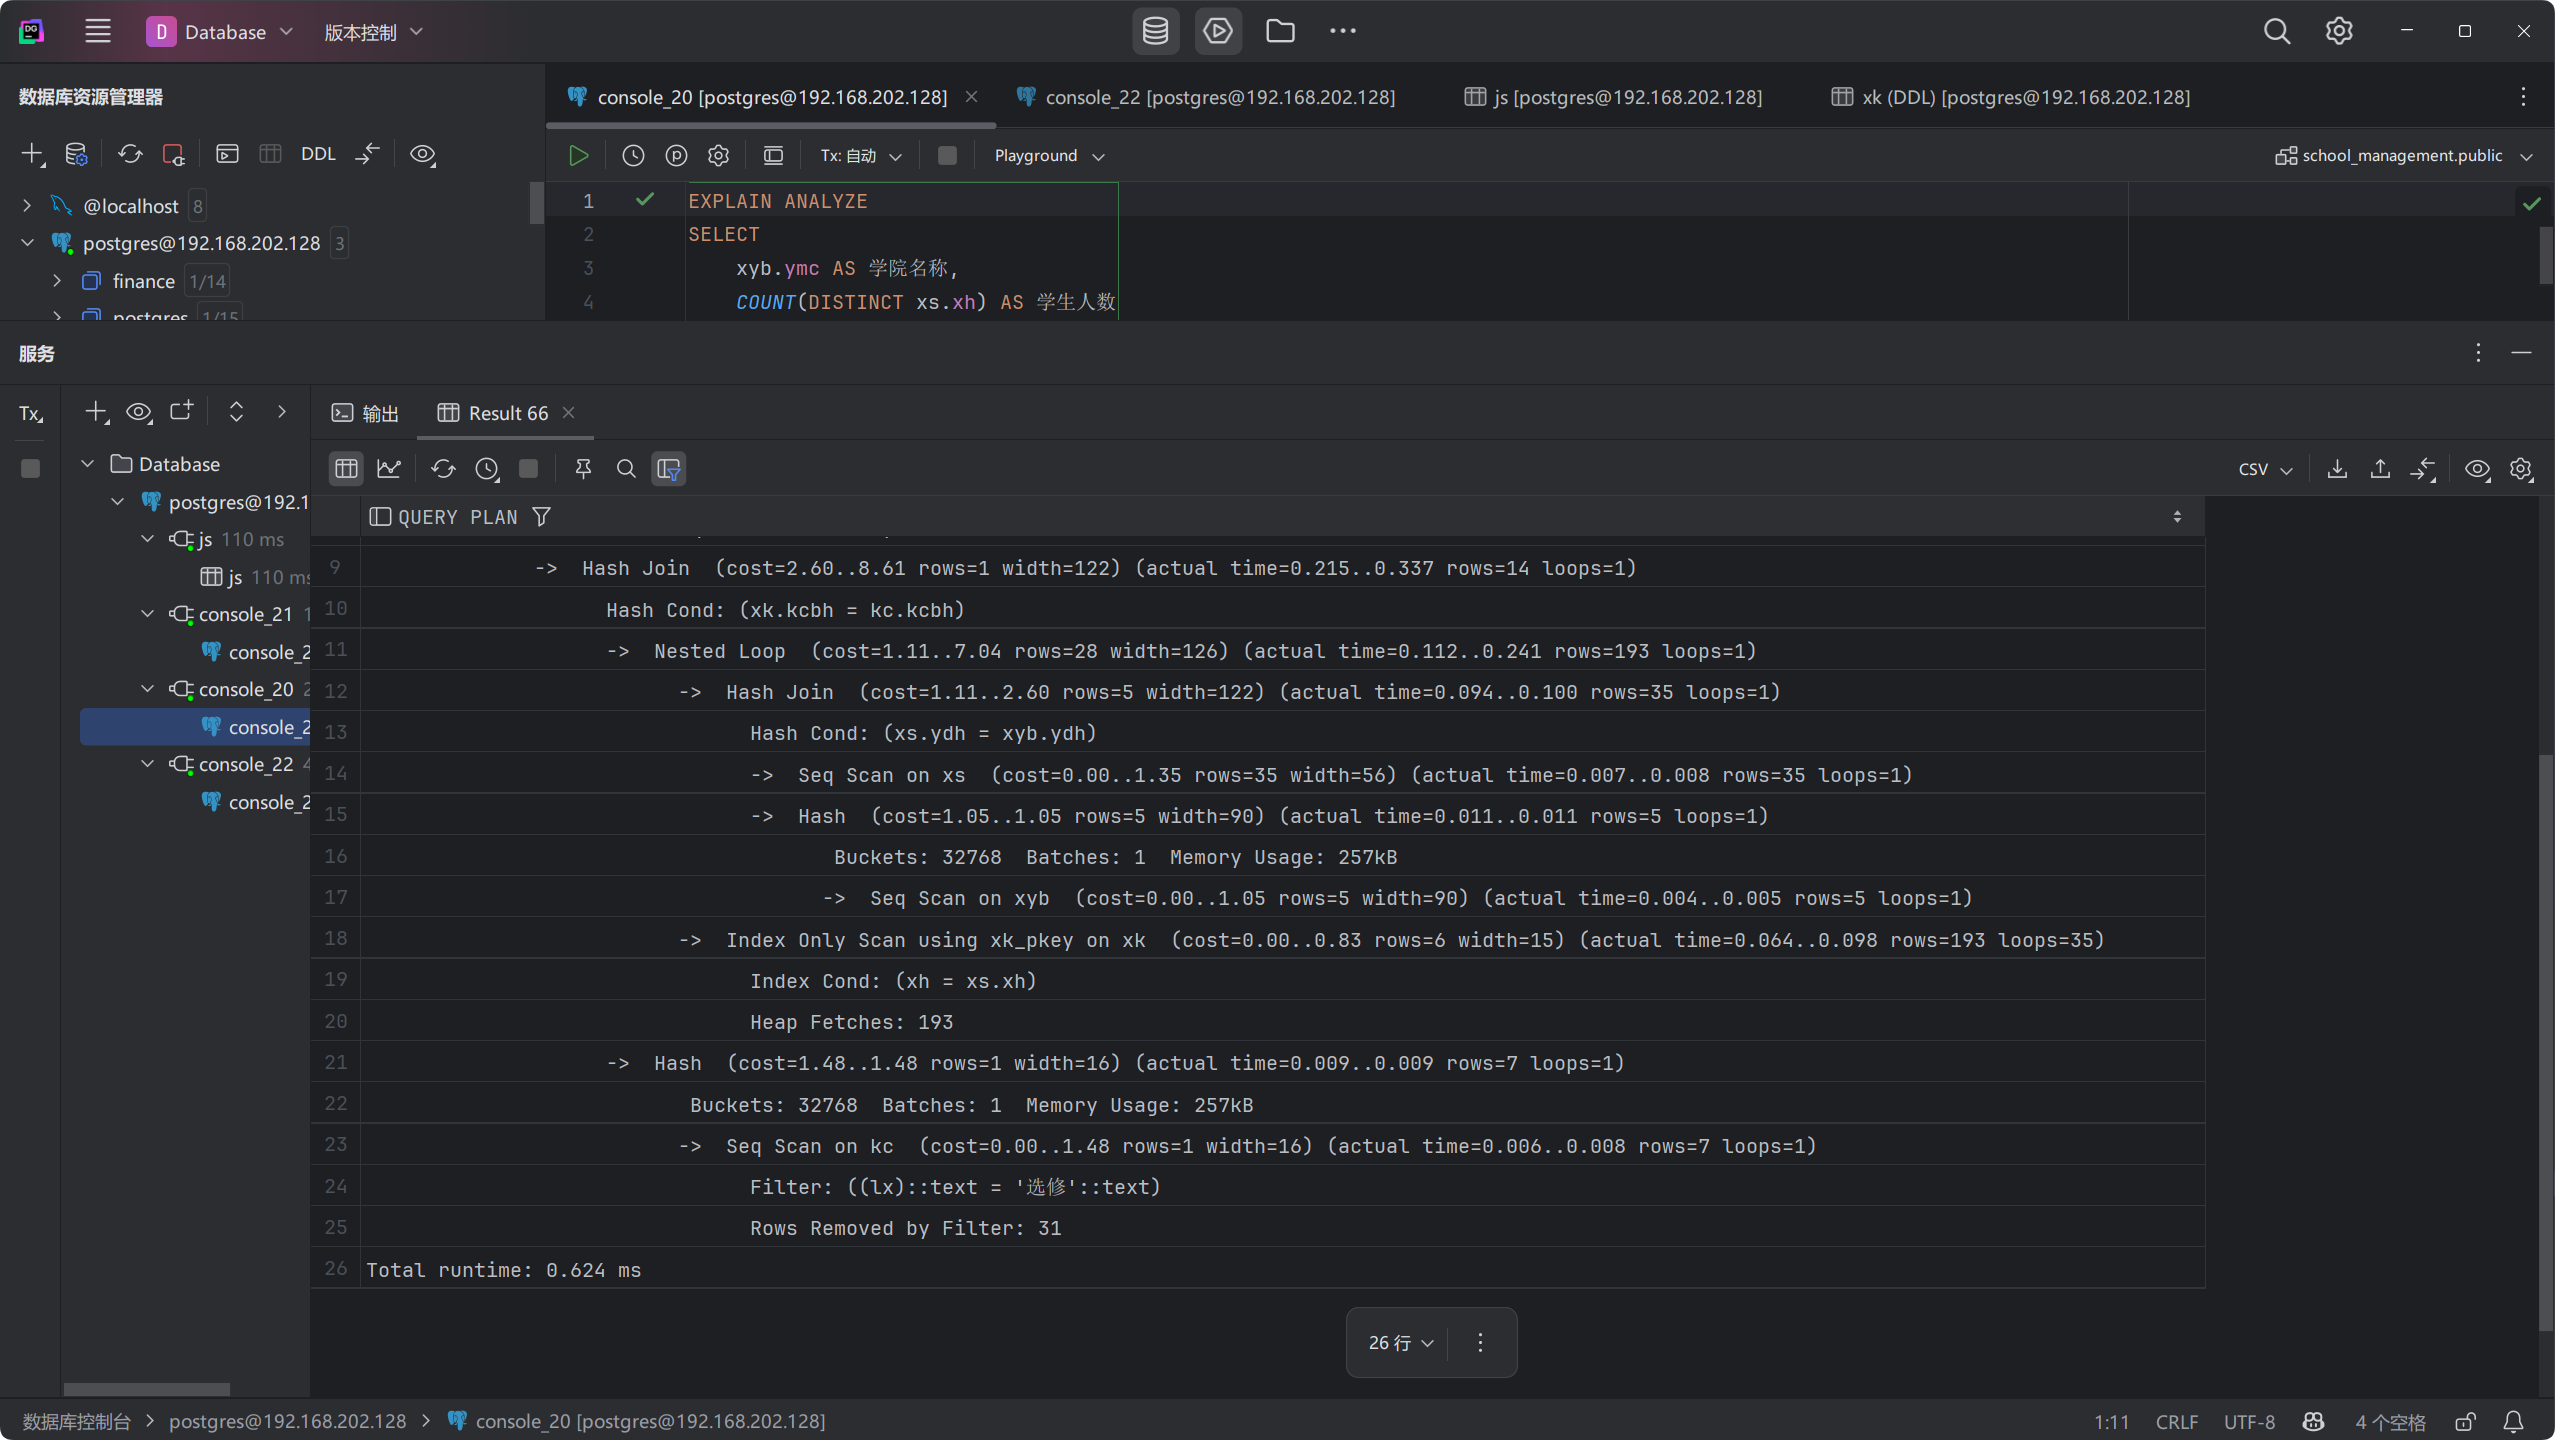 D Database 版本控制
数据库资源管理器
DDL
@localhost 8
postgres@192.168.202.128 3
finance 1/14
postgres 1/15
console_20 [postgres@192.168.202.128]
console_22 [postgres@192.168.202.128]
js [postgres@192.168.202.128]
xk (DDL) [postgres@192.168.202.128]
Tx: 自动 Playground school_management.public
1 EXPLAIN ANALYZE
2 SELECT
3 xyb.ymc AS 学院名称,
4 COUNT(DISTINCT xs.xh) AS 学生人数
服务
Tx
Database
postgres@192.1
js 110 ms
js 110 ms
console_21 1
console_2
console_20 2
console_2
console_22 4
console_2
输出 Result 66
CSV
QUERY PLAN
9 -> Hash Join (cost=2.60..8.61 rows=1 width=122) (actual time=0.215..0.337 rows=14 loops=1)
10 Hash Cond: (xk.kcbh = kc.kcbh)
11 -> Nested Loop (cost=1.11..7.04 rows=28 width=126) (actual time=0.112..0.241 rows=193 loops=1)
12 -> Hash Join (cost=1.11..2.60 rows=5 width=122) (actual time=0.094..0.100 rows=35 loops=1)
13 Hash Cond: (xs.ydh = xyb.ydh)
14 -> Seq Scan on xs (cost=0.00..1.35 rows=35 width=56) (actual time=0.007..0.008 rows=35 loops=1)
15 -> Hash (cost=1.05..1.05 rows=5 width=90) (actual time=0.011..0.011 rows=5 loops=1)
16 Buckets: 32768 Batches: 1 Memory Usage: 257kB
17 -> Seq Scan on xyb (cost=0.00..1.05 rows=5 width=90) (actual time=0.004..0.005 rows=5 loops=1)
18 -> Index Only Scan using xk_pkey on xk (cost=0.00..0.83 rows=6 width=15) (actual time=0.064..0.098 rows=193 loops=35)
19 Index Cond: (xh = xs.xh)
20 Heap Fetches: 193
21 -> Hash (cost=1.48..1.48 rows=1 width=16) (actual time=0.009..0.009 rows=7 loops=1)
22 Buckets: 32768 Batches: 1 Memory Usage: 257kB
23 -> Seq Scan on kc (cost=0.00..1.48 rows=1 width=16) (actual time=0.006..0.008 rows=7 loops=1)
24 Filter: ((lx)::text = '选修'::text)
25 Rows Removed by Filter: 31
26 Total runtime: 0.624 ms
26 行
数据库控制台 > postgres@192.168.202.128 > console_20 [postgres@192.168.202.128]
1:11 CRLF UTF-8 4 个空格